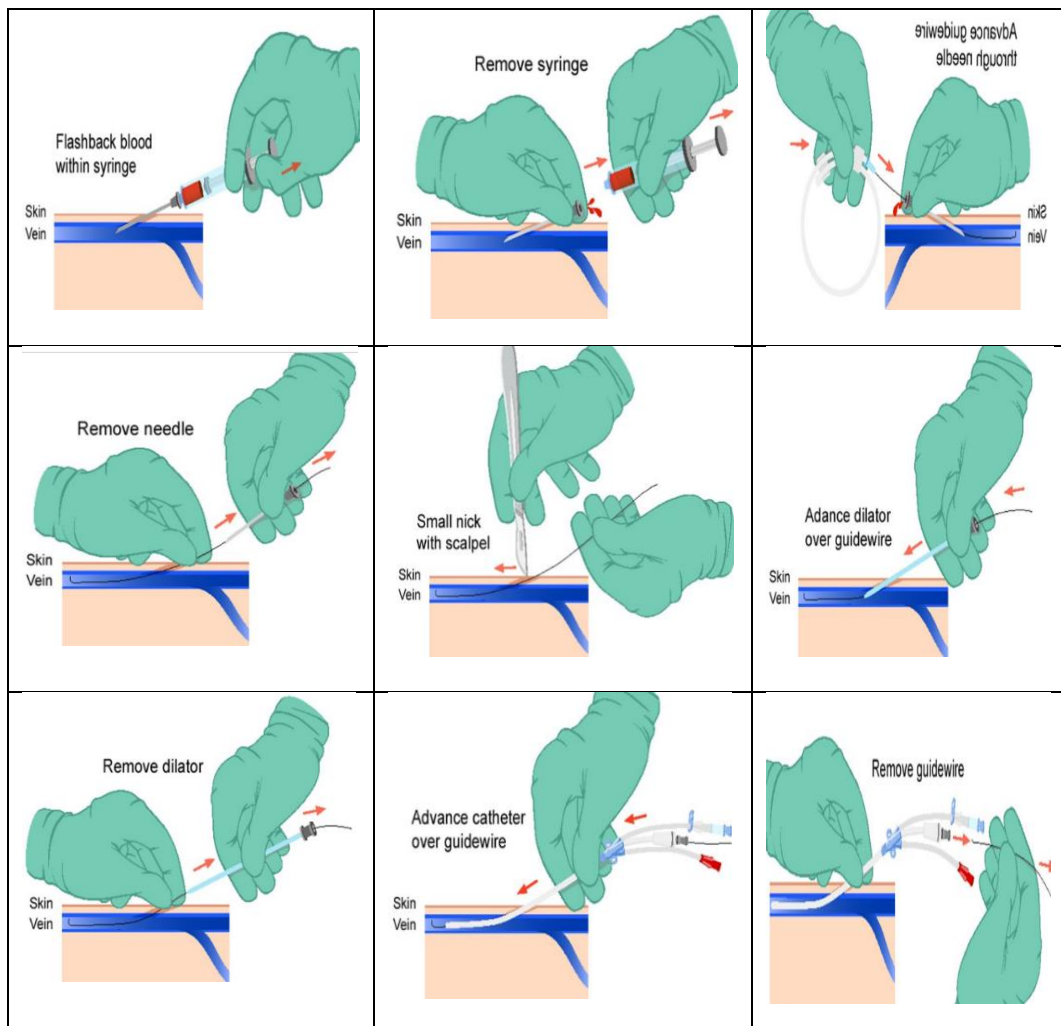 Flashback blood
within syringe
Skin
Vein
Remove syringe
Skin
Vein
Advance guidewire
through needle
Skin
Vein
Remove needle
Skin
Vein
Small nick
with scalpel
Skin
Vein
Adance dilator
over guidewire
Skin
Vein
Remove dilator
Skin
Vein
Advance catheter
over guidewire
Skin
Vein
Remove guidewire